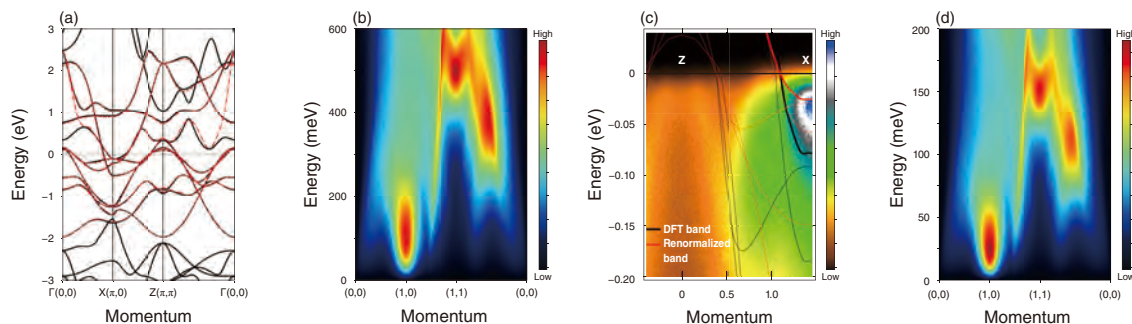 (a)
3
2
1
0
−1
−2
−3
Energy (eV)
Γ(0,0)
X(π,0)
Z(π,π)
Γ(0,0)
Momentum
(b)
600
400
200
0
Energy (meV)
(0,0)
(1,0)
(1,1)
(0,0)
Momentum
High
Low
(c)
Z
X
0
−0.05
−0.10
−0.15
−0.20
Energy (eV)
DFT band
Renormalized
band
0
0.5
1.0
Momentum
High
Low
(d)
200
150
100
50
0
Energy (meV)
(0,0)
(1,0)
(1,1)
(0,0)
Momentum
High
Low